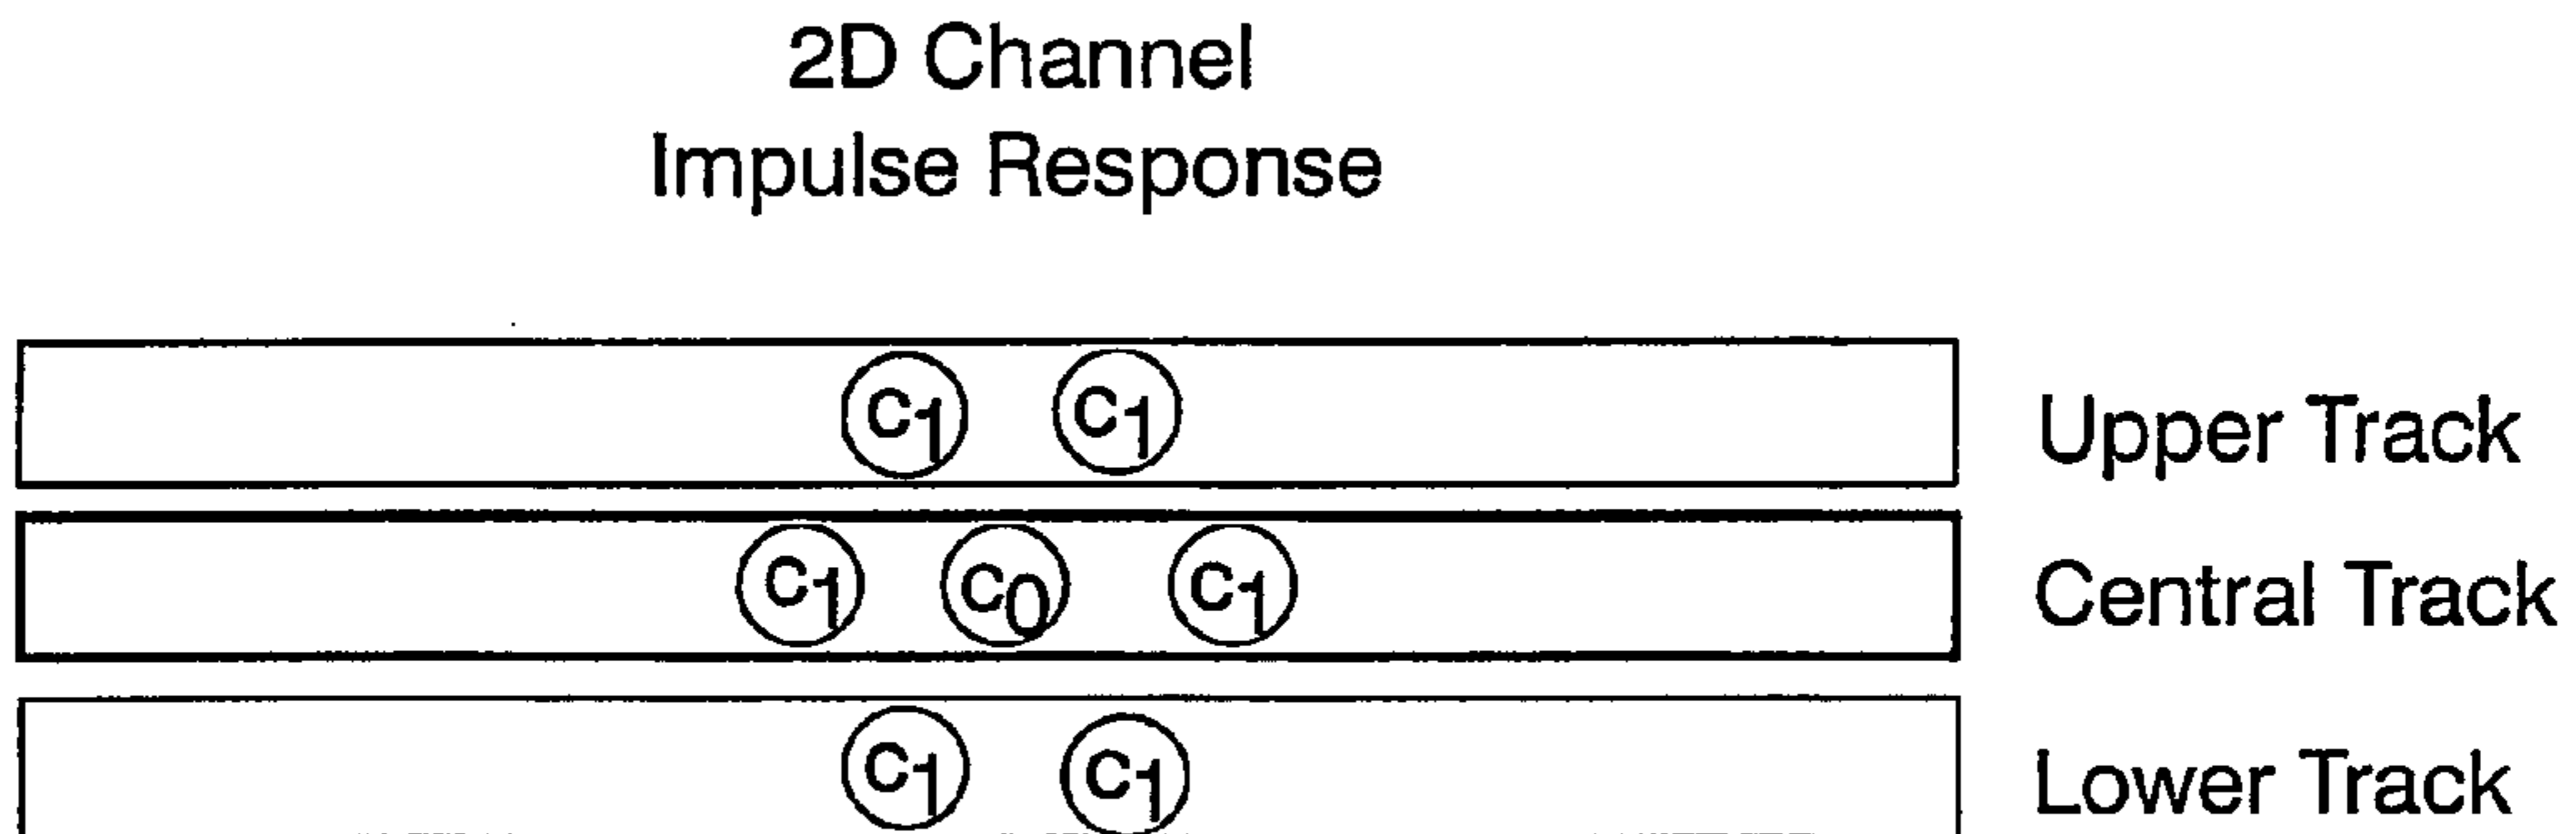 2D Channel
Impulse Response
c1 c1 Upper Track
c1 c0 c1 Central Track
c1 c1 Lower Track